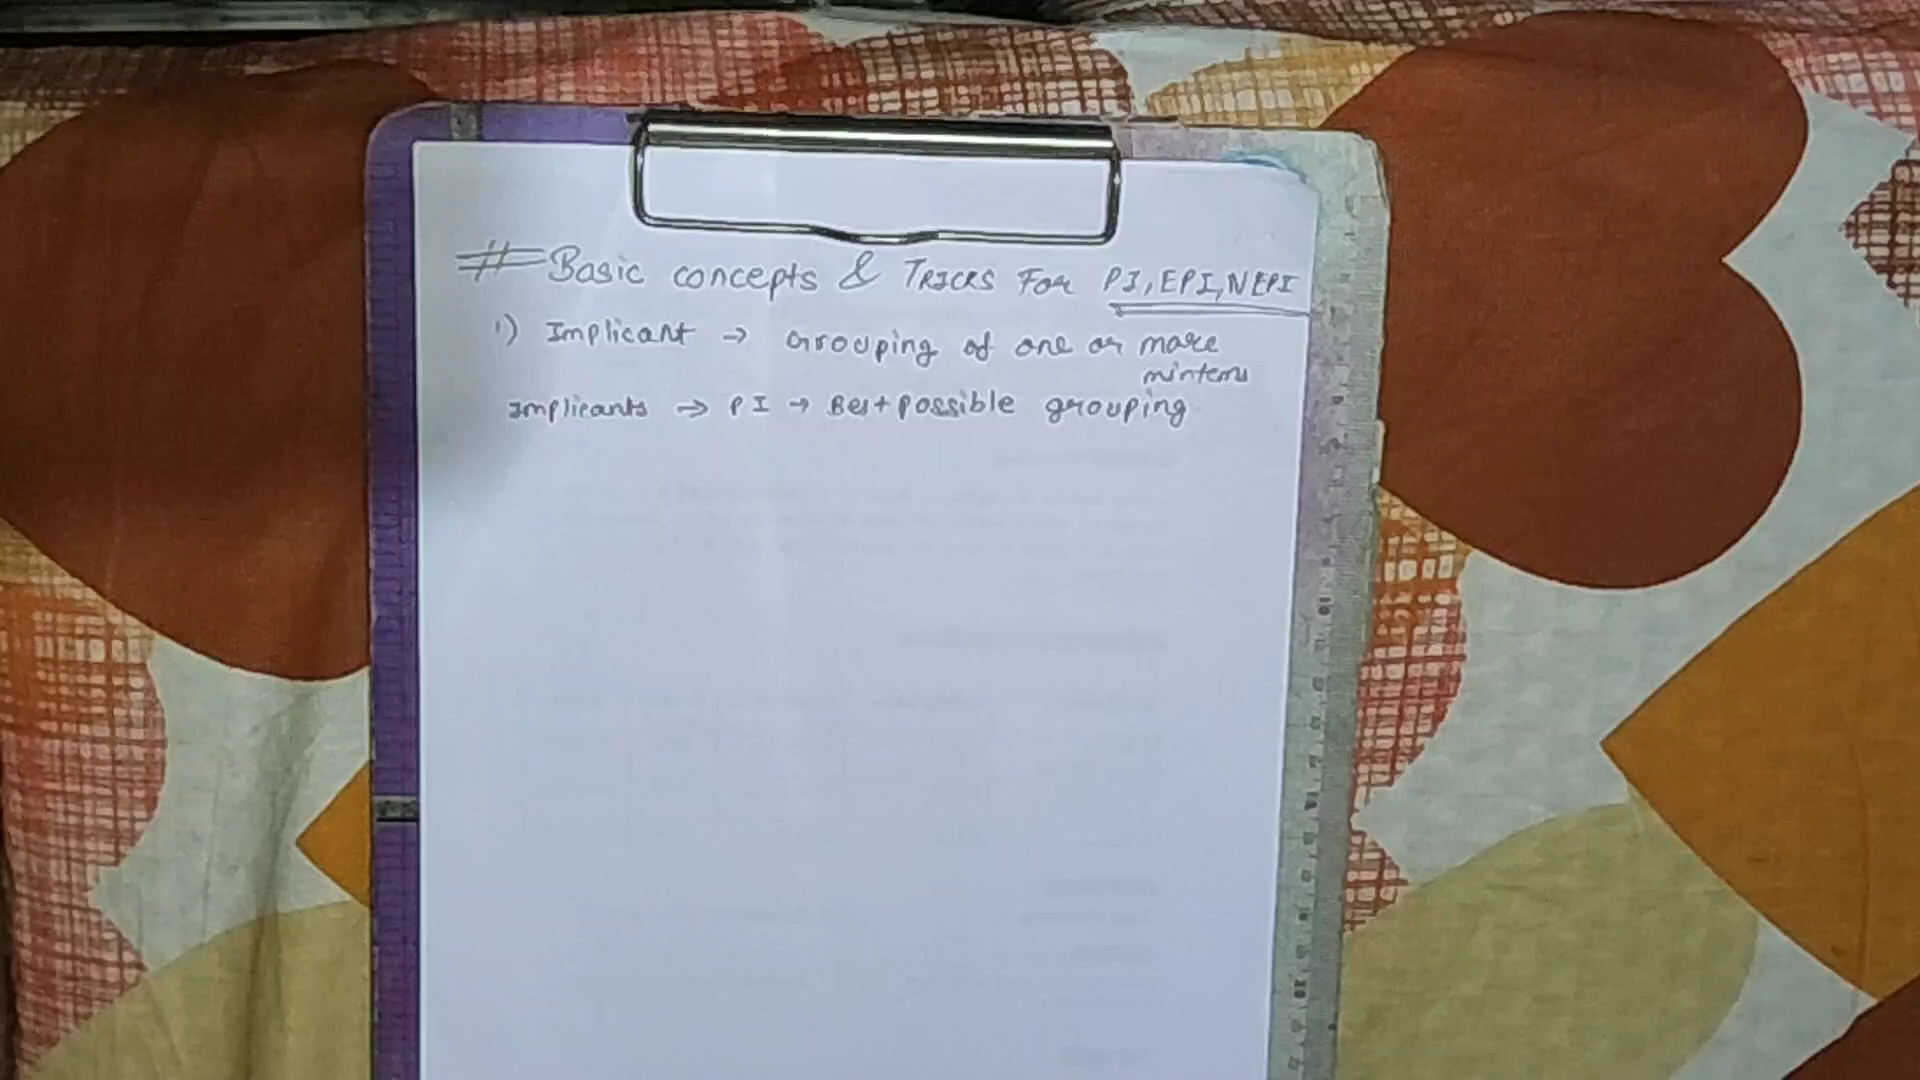 # Basic concepts & TRICKS FOR PI, EPI, NEPI
1) Implicant → Grouping of one or more
minterms
Implicants ⇒ PI → Best possible grouping